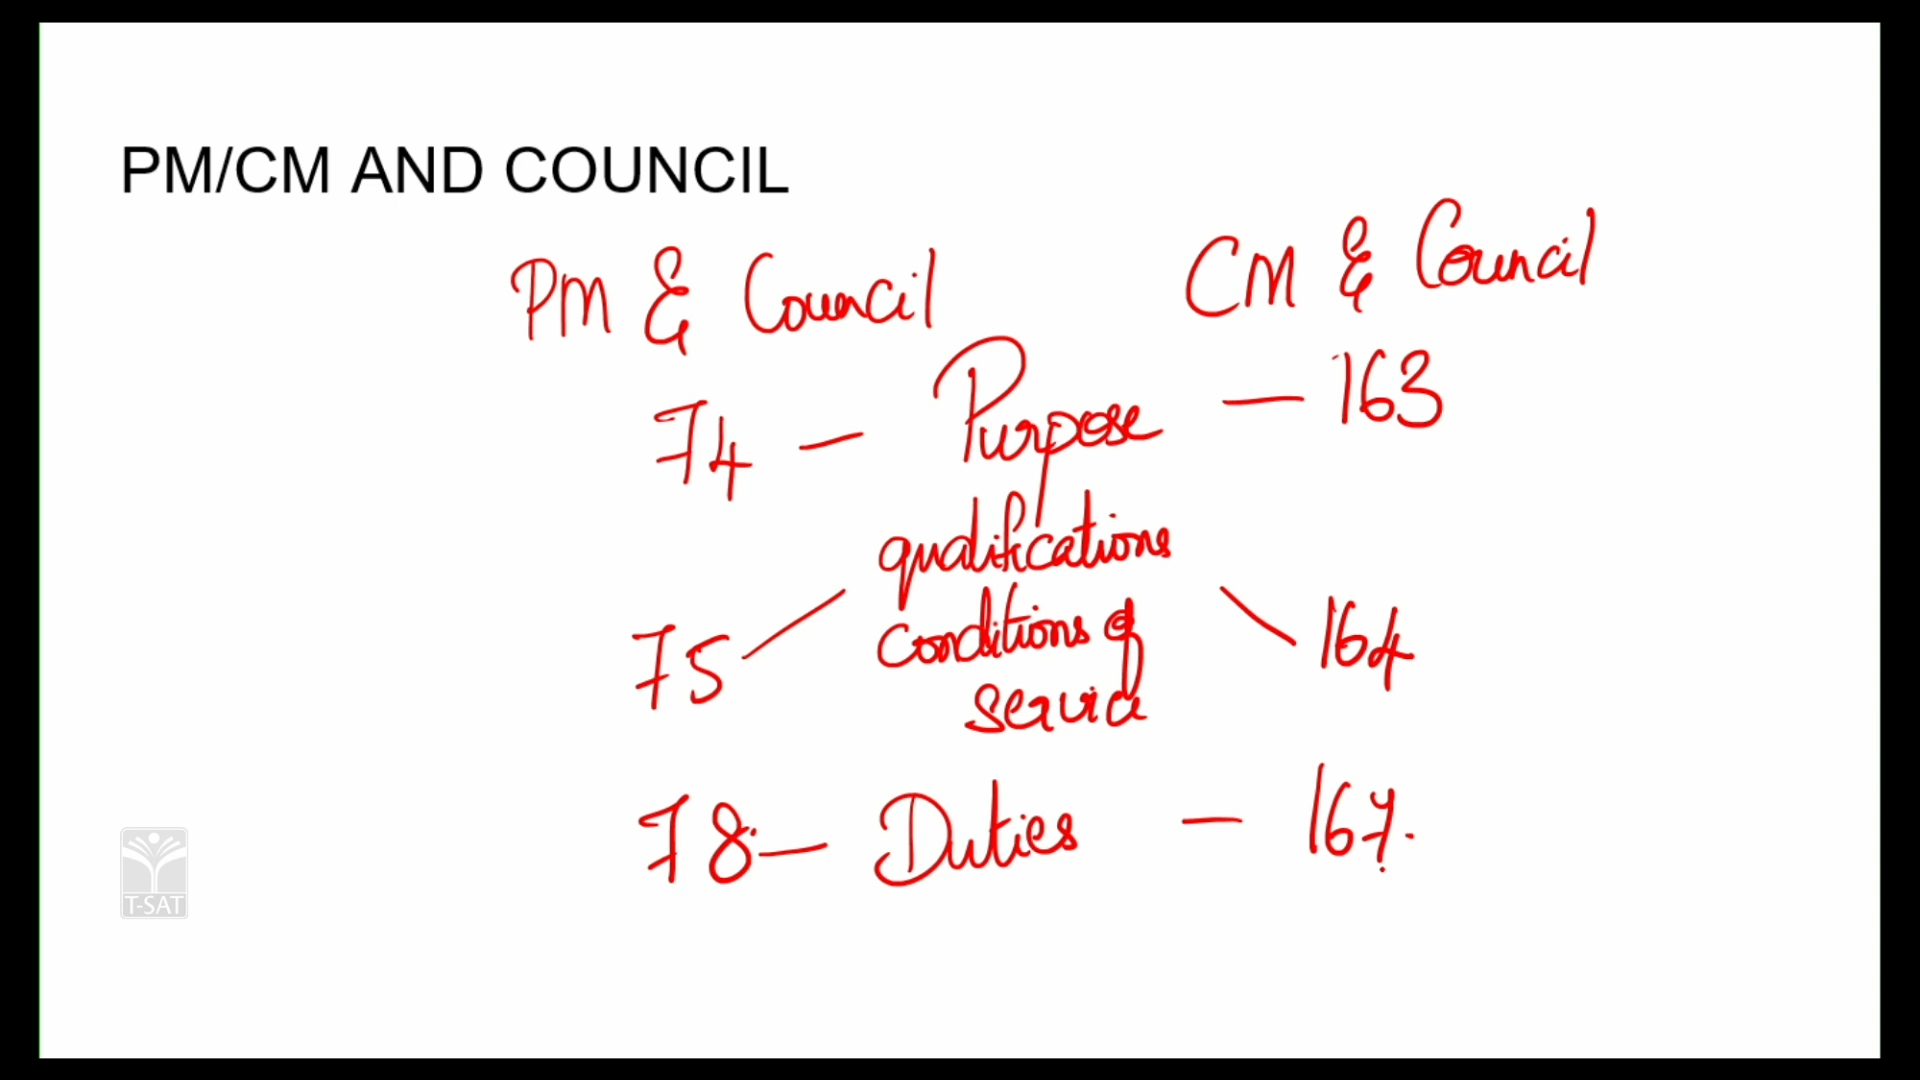 PM/CM AND COUNCIL
PM & Council CM & Council
74 — Purpose — 163
qualifications
75 conditions of 164
service
78 — Duties — 167.
T-SAT